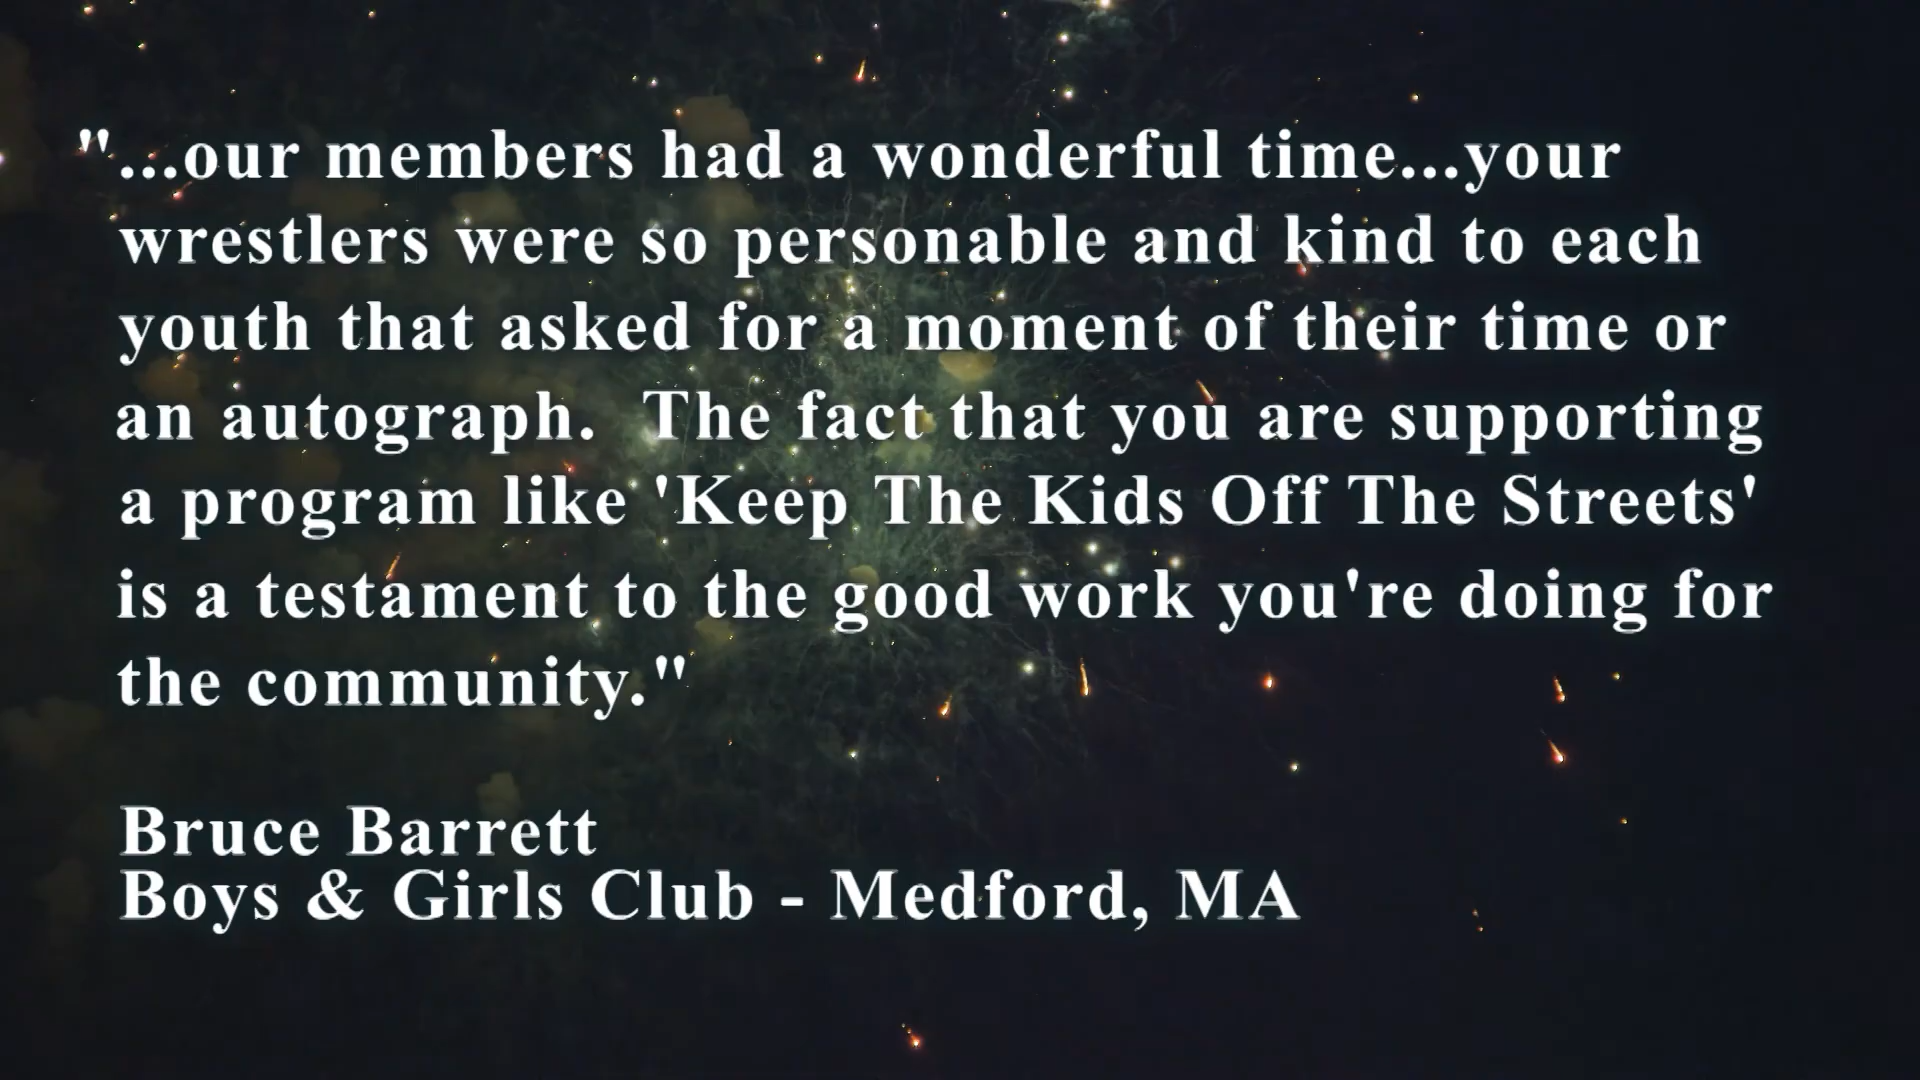 "...our members had a wonderful time...your
wrestlers were so personable and kind to each
youth that asked for a moment of their time or
an autograph.  The fact that you are supporting
a program like 'Keep The Kids Off The Streets'
is a testament to the good work you're doing for
the community."
Bruce Barrett
Boys & Girls Club - Medford, MA